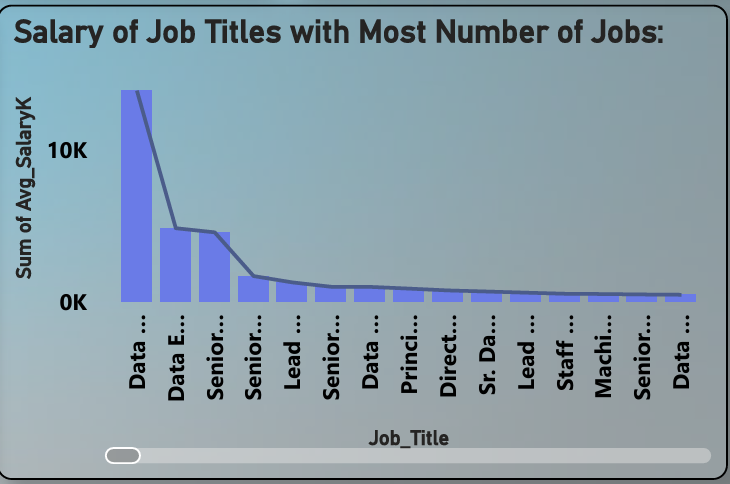 Salary of Job Titles with Most Number of Jobs:
Sum of Avg_SalaryK
10K
0K
Data ...
Data E...
Senior...
Senior...
Lead ...
Senior...
Data ...
Princi...
Direct...
Sr. Da...
Lead ...
Staff ...
Machi...
Senior...
Data ...
Job_Title